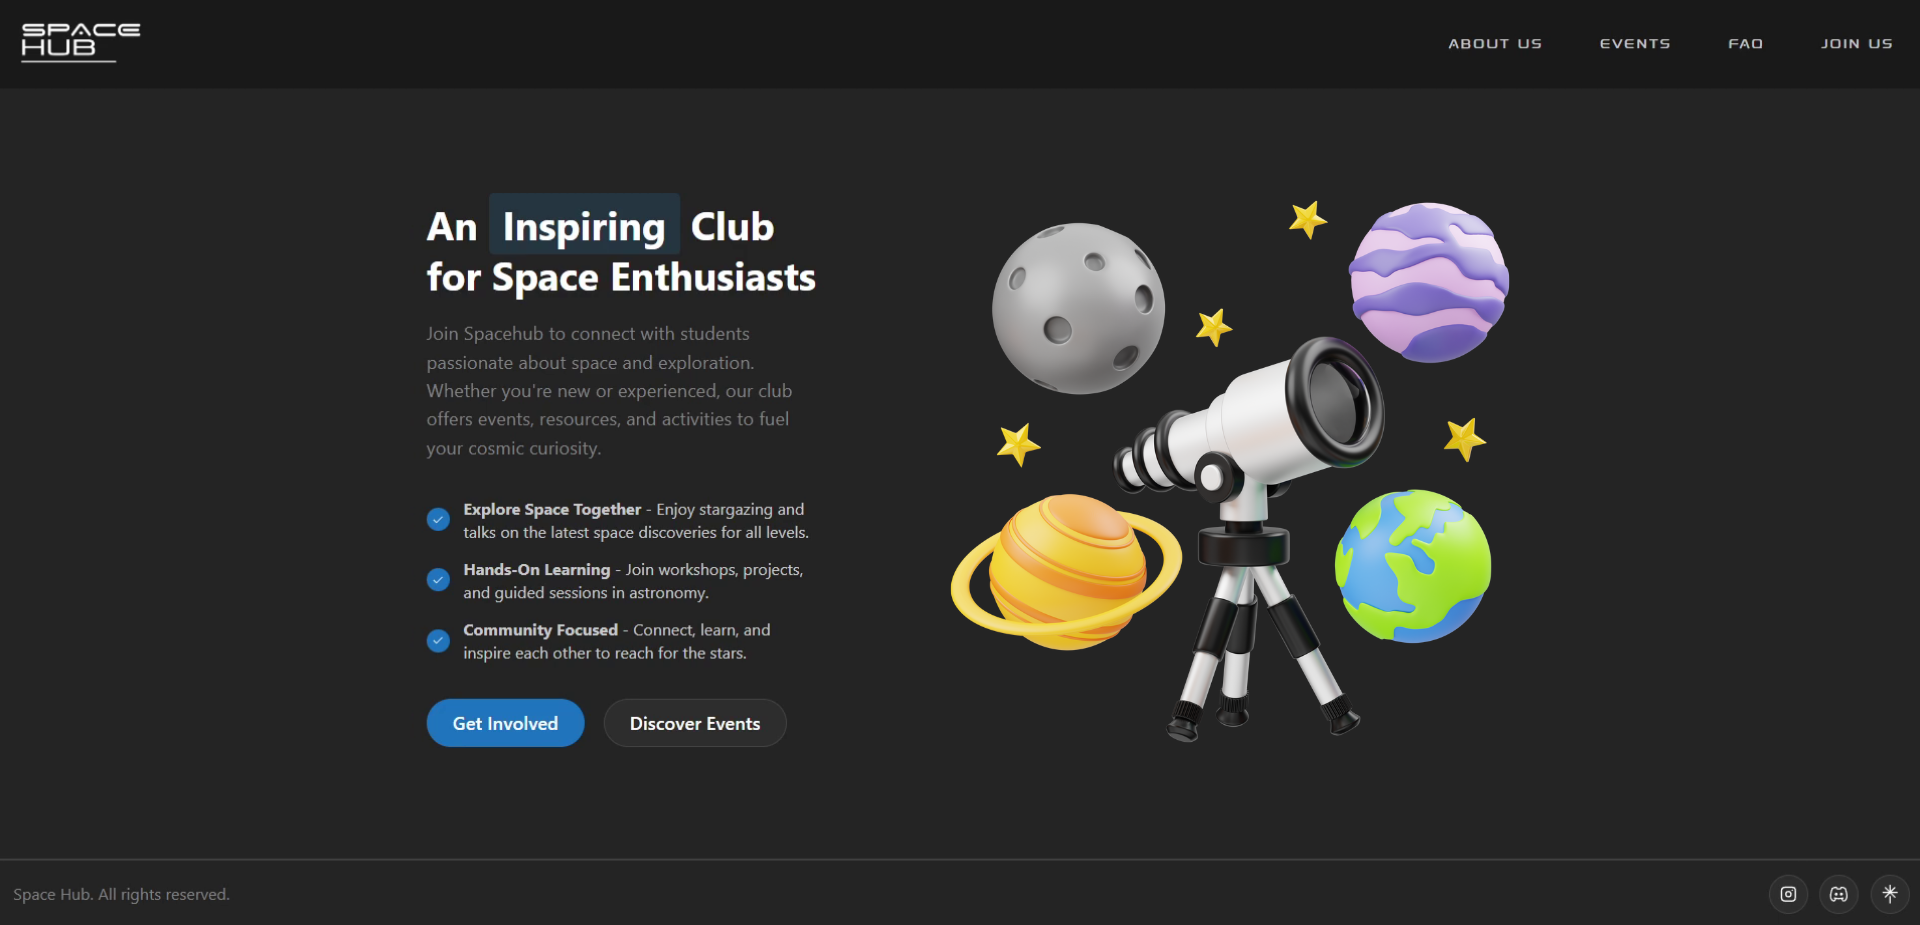 SPACE
HUB
ABOUT US
EVENTS
FAQ
JOIN US
An Inspiring Club
for Space Enthusiasts
Join Spacehub to connect with students
passionate about space and exploration.
Whether you're new or experienced, our club
offers events, resources, and activities to fuel
your cosmic curiosity.
Explore Space Together - Enjoy stargazing and
talks on the latest space discoveries for all levels.
Hands-On Learning - Join workshops, projects,
and guided sessions in astronomy.
Community Focused - Connect, learn, and
inspire each other to reach for the stars.
Get Involved
Discover Events
Space Hub. All rights reserved.